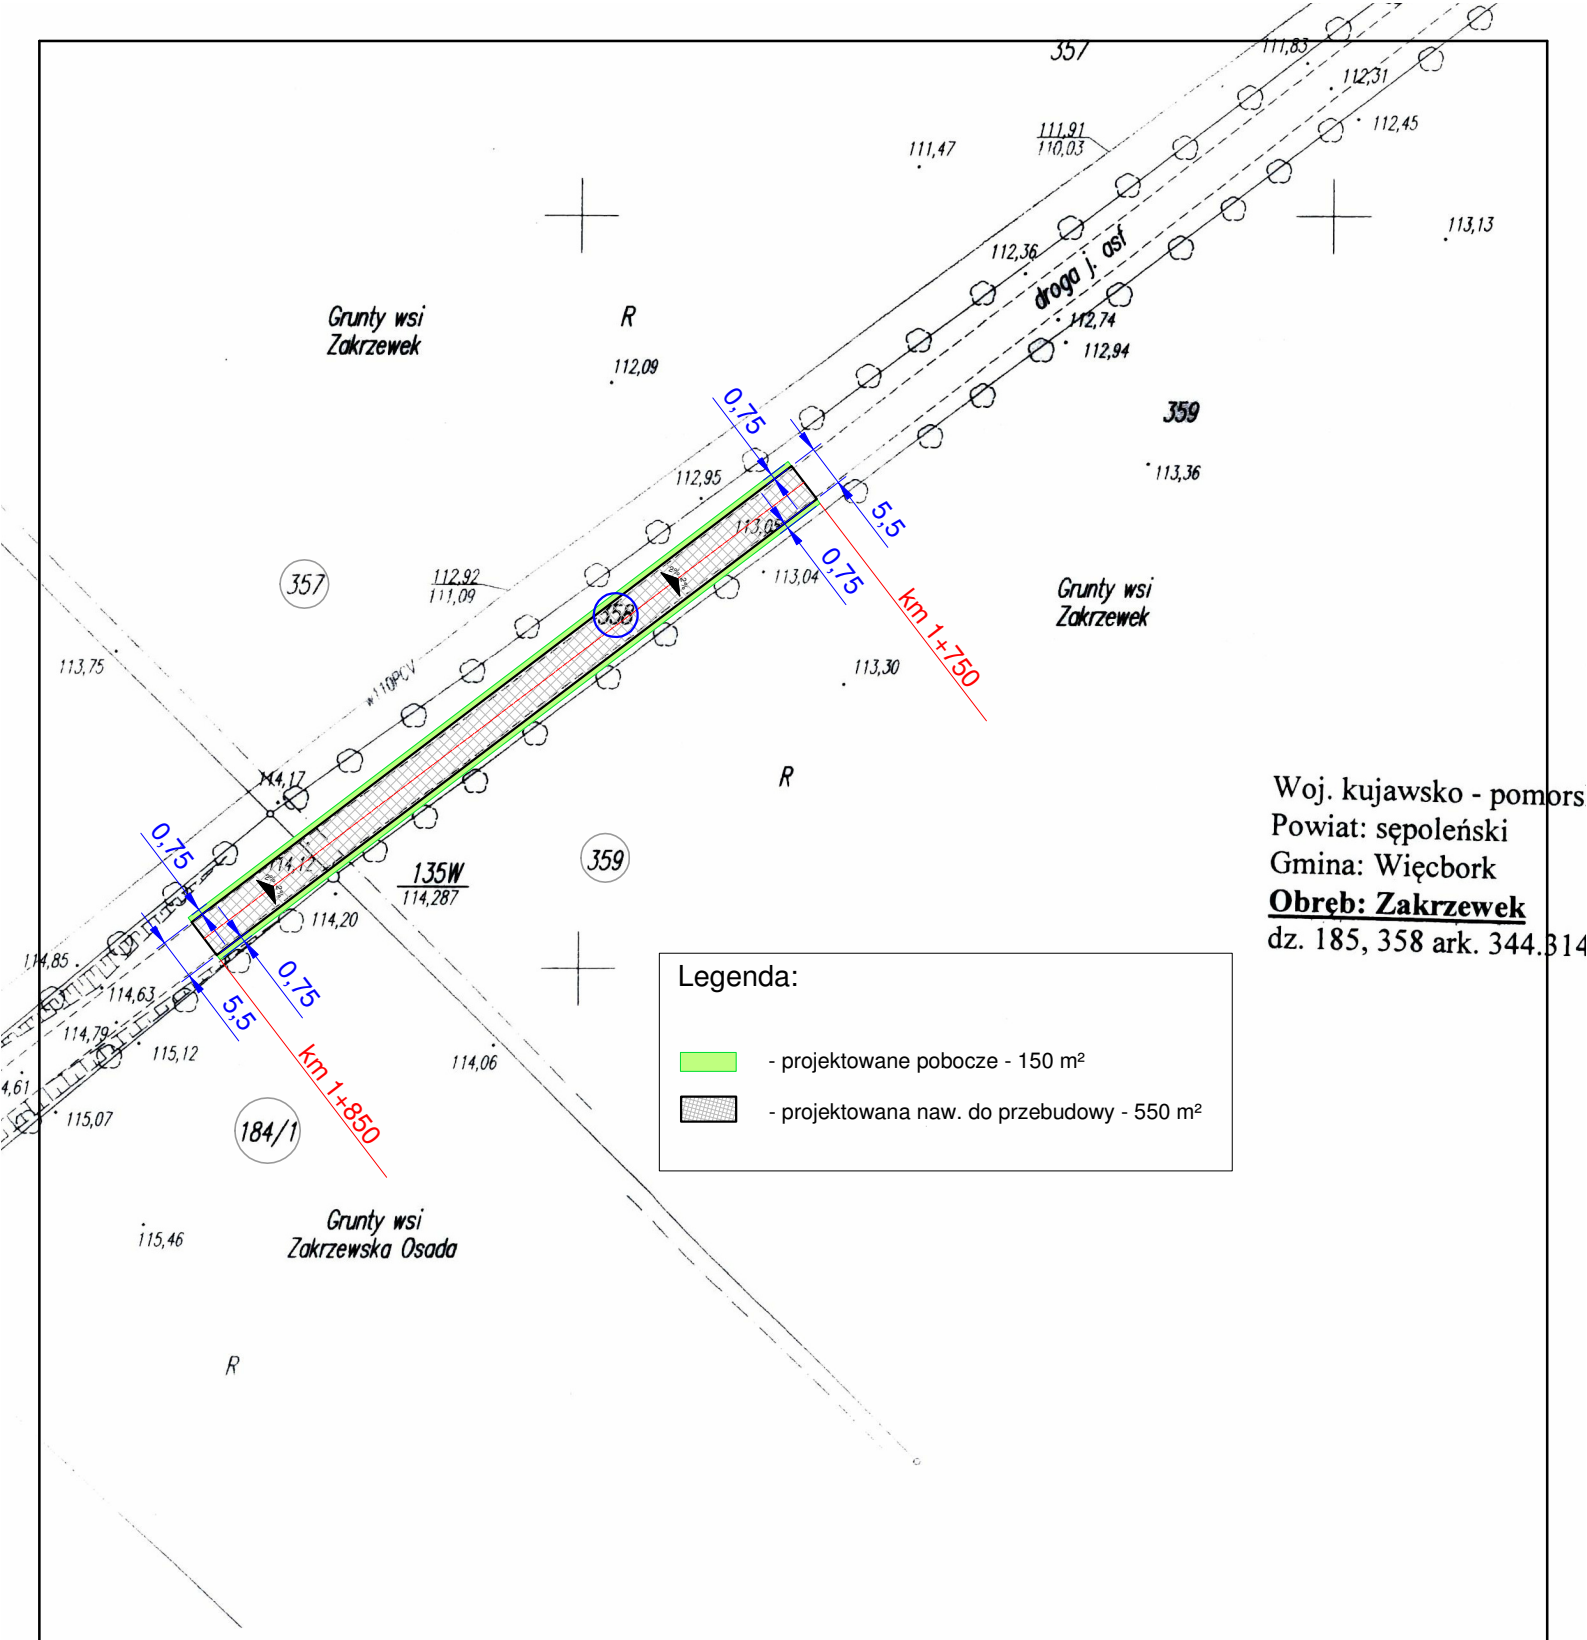 357
111,83
112,31
112,45
111,91
110,03
111,47
113,13
112,36
droga j. asf
Grunty wsi
Zakrzewek
R
112,74
112,94
112,09
359
0,75
113,36
112,95
5,5
113,05
0,75
113,04
357
112,92
111,09
358
2%
2%
Grunty wsi
Zakrzewek
km 1+750
113,75
w110PCV
113,30
R
114,17
Woj. kujawsko - pomors
Powiat: sępoleński
Gmina: Więcbork
Obręb: Zakrzewek
dz. 185, 358 ark. 344.314
0,75
114,12
2%
2%
135W
114,287
359
114,20
114,85
114,63
0,75
5,5
114,79
115,12
114,06
4,61
115,07
km 1+850
184/1
Legenda:
- projektowane pobocze - 150 m²
- projektowana naw. do przebudowy - 550 m²
115,46
Grunty wsi
Zakrzewska Osada
R